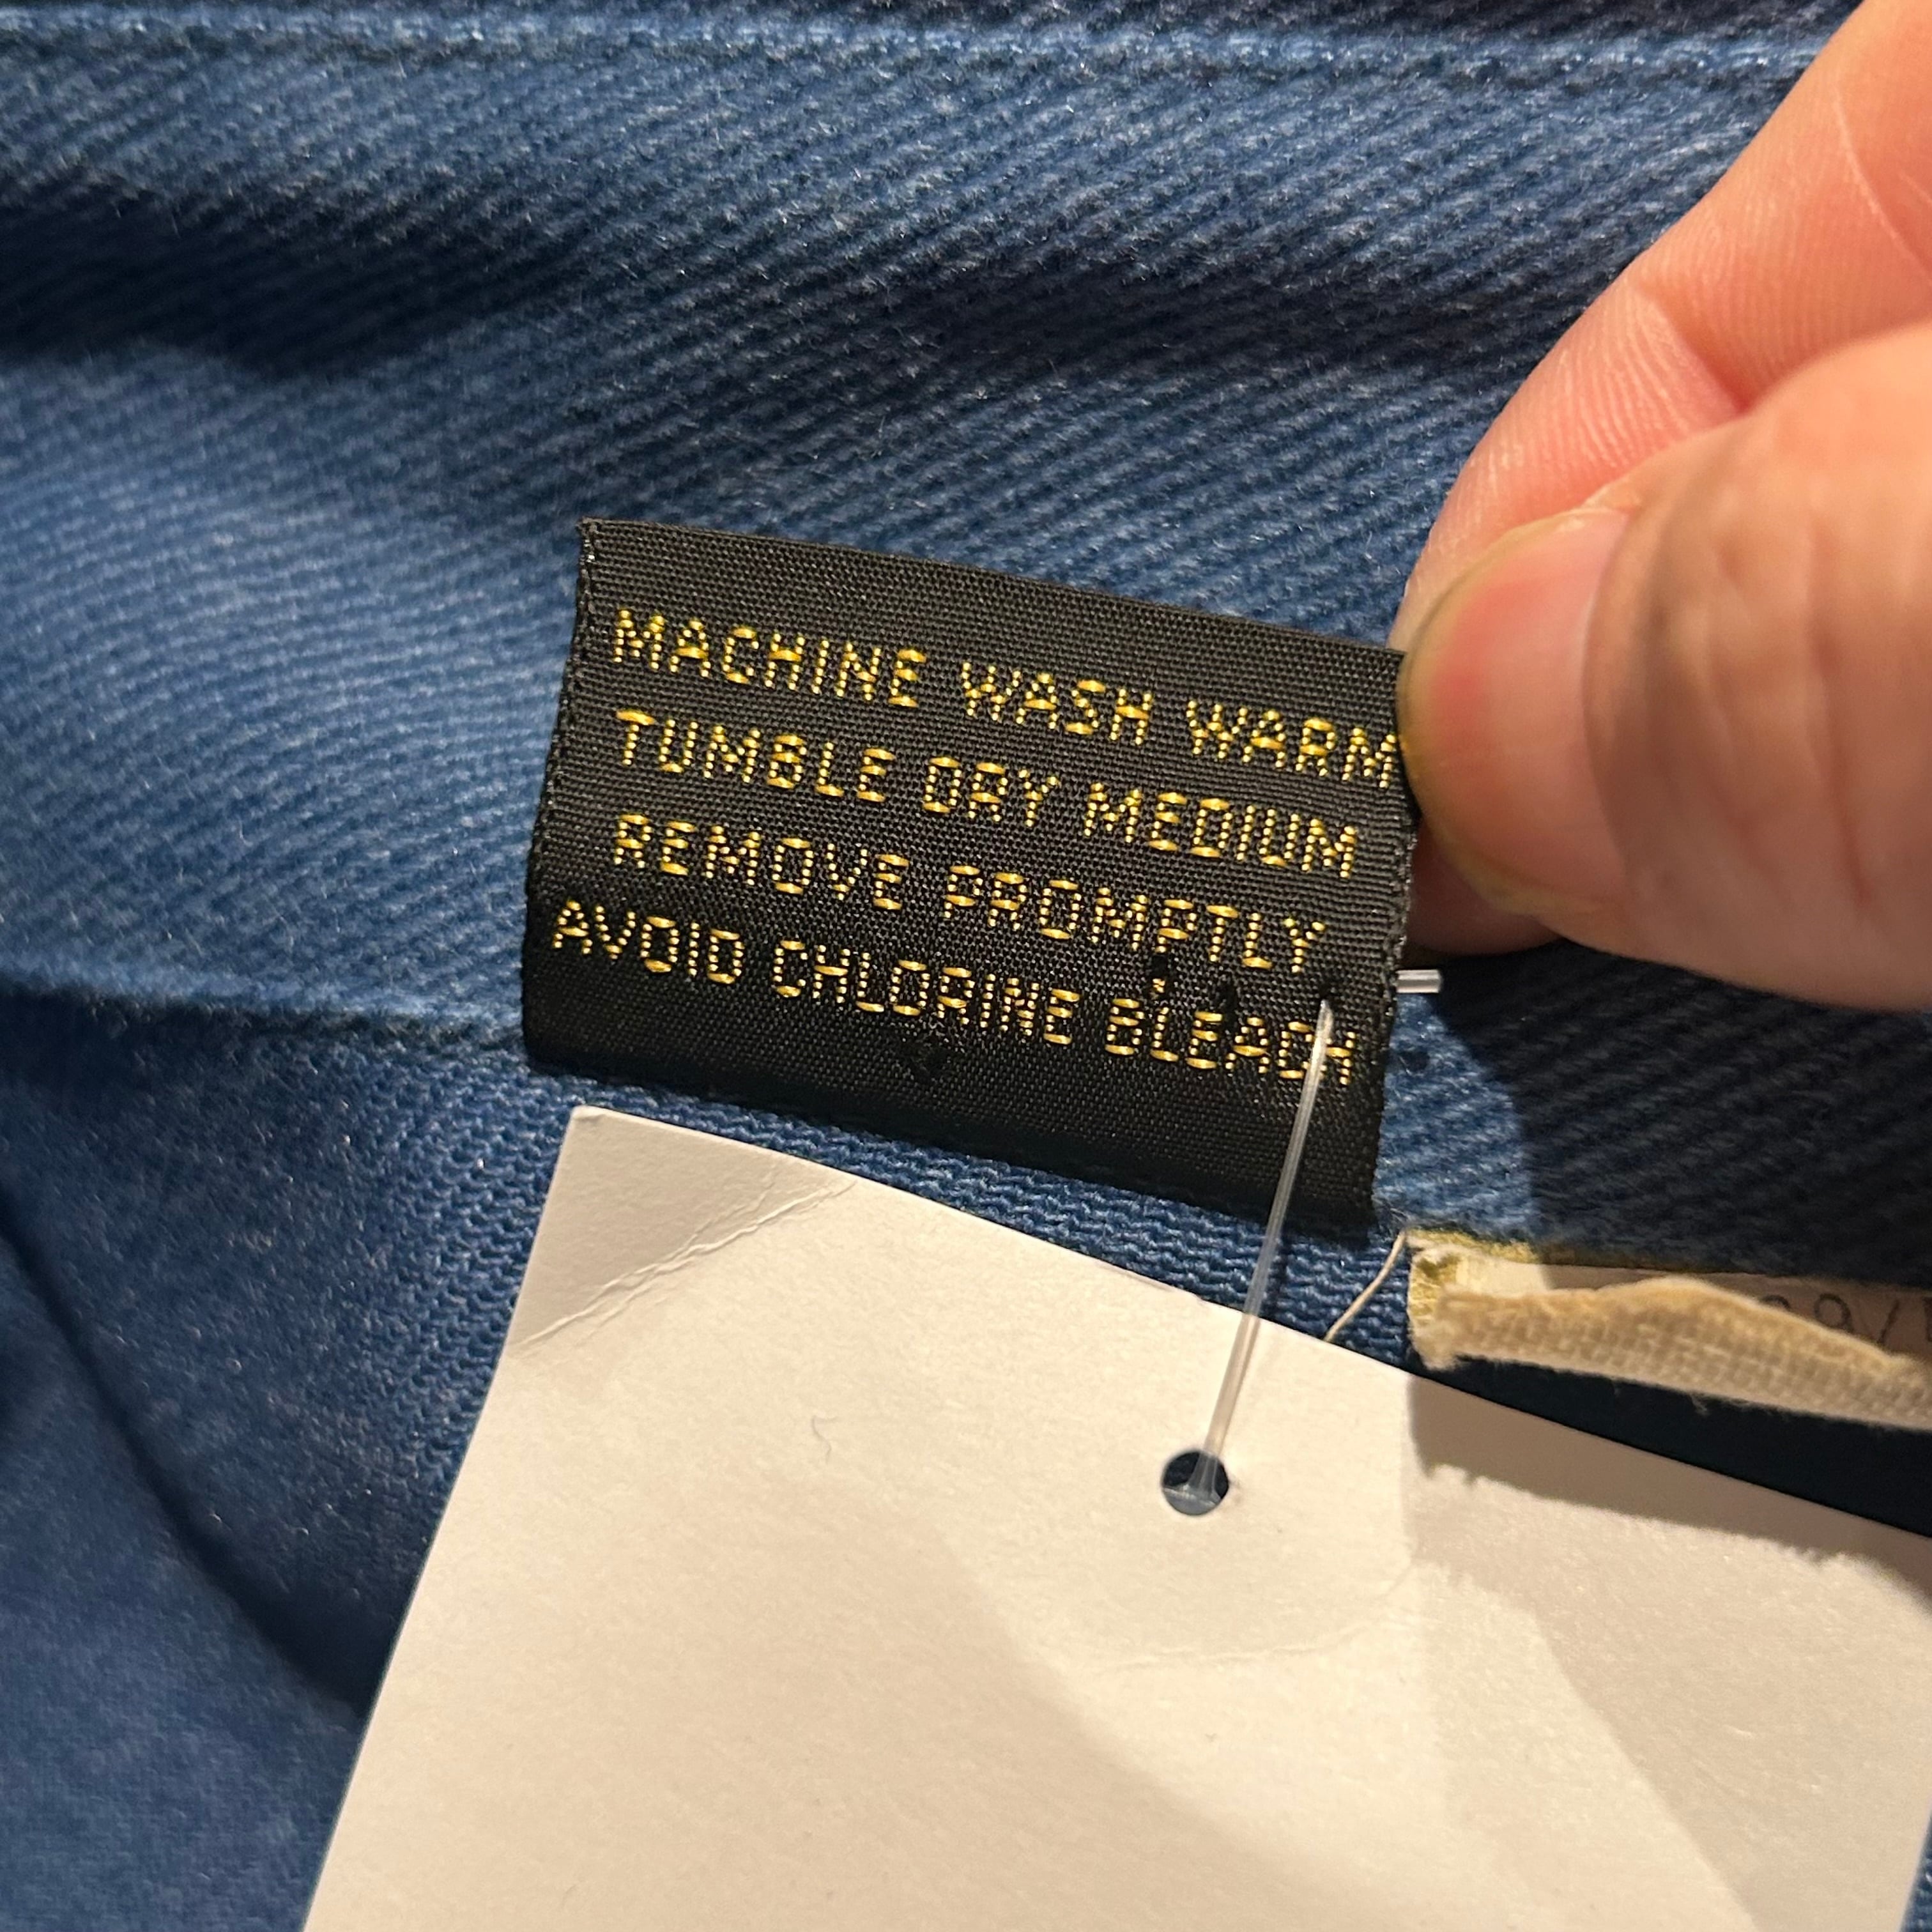 MACHINE WASH WARM
TUMBLE DRY MEDIUM
REMOVE PROMPTLY
AVOID CHLORINE BLEACH